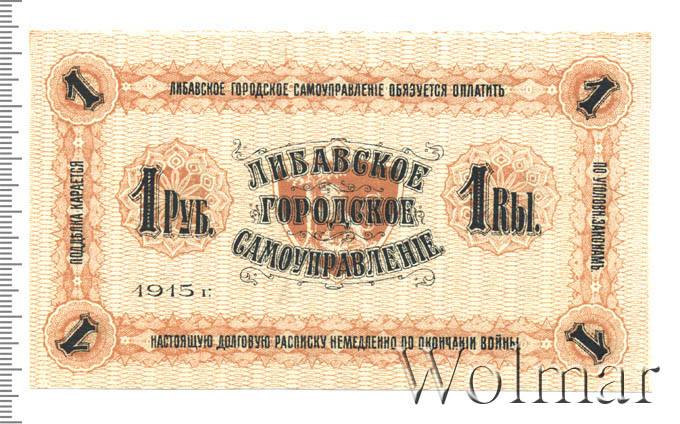 1
ЛИБАВСКОЕ ГОРОДСКОЕ САМОУПРАВЛЕНІЕ ОБЯЗУЕТСЯ ОПЛАТИТЬ
1
ПОДДѢЛКА КАРАЕТСЯ
1 РУБ.
ЛИБАВСКОЕ
ГОРОДСКОЕ
САМОУПРАВЛЕНІЕ.
1 RЫ.
ПО УГОЛОВН. ЗАКОНАМЪ
1915 г.
1
НАСТОЯЩУЮ ДОЛГОВУЮ РАСПИСКУ НЕМЕДЛЕННО ПО ОКОНЧАНІИ ВОЙНЫ.
1
Wolmar